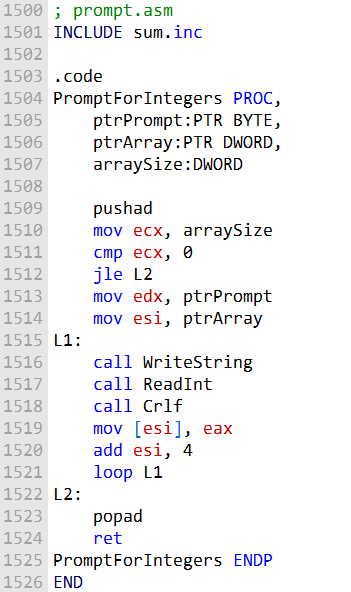 1500 ; prompt.asm
1501 INCLUDE sum.inc
1502
1503 .code
1504 PromptForIntegers PROC,
1505     ptrPrompt:PTR BYTE,
1506     ptrArray:PTR DWORD,
1507     arraySize:DWORD
1508
1509     pushad
1510     mov ecx, arraySize
1511     cmp ecx, 0
1512     jle L2
1513     mov edx, ptrPrompt
1514     mov esi, ptrArray
1515 L1:
1516     call WriteString
1517     call ReadInt
1518     call Crlf
1519     mov [esi], eax
1520     add esi, 4
1521     loop L1
1522 L2:
1523     popad
1524     ret
1525 PromptForIntegers ENDP
1526 END